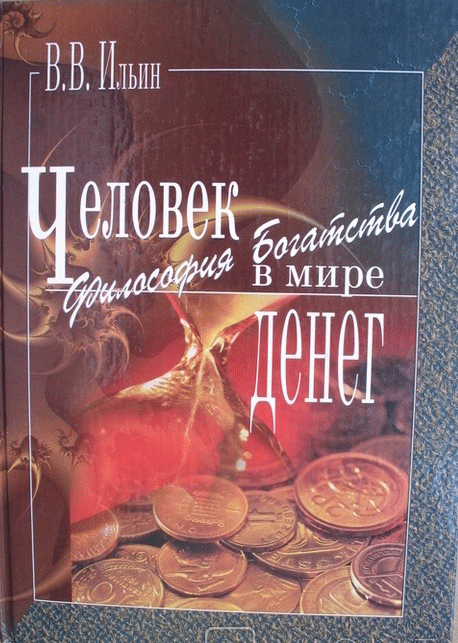 В.В. Ильин
Человек
Философия Богатства
в мире
денег